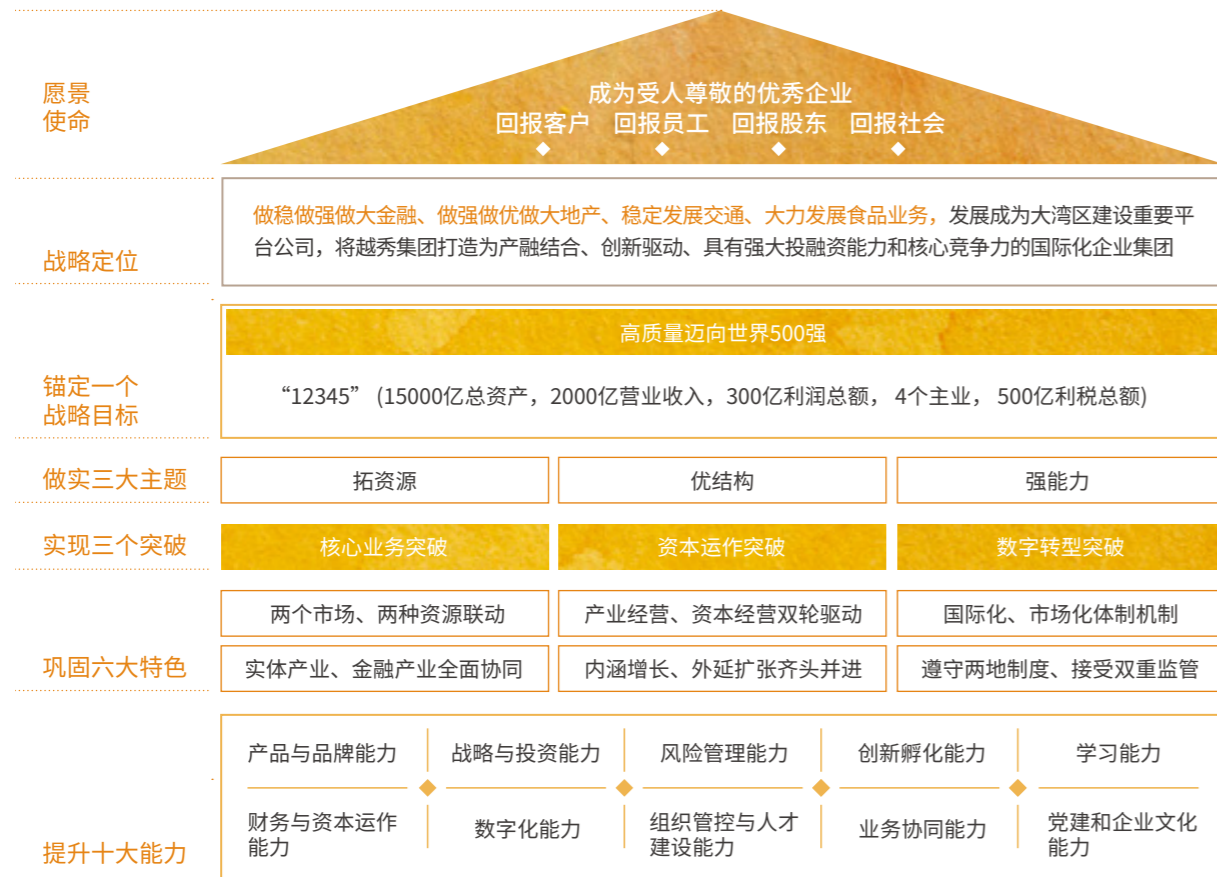 愿景
使命
成为受人尊敬的优秀企业
回报客户 回报员工 回报股东 回报社会
战略定位
做稳做强做大金融、做强做优做大地产、稳定发展交通、大力发展食品业务，发展成为大湾区建设重要平
台公司，将越秀集团打造为产融结合、创新驱动、具有强大投融资能力和核心竞争力的国际化企业集团
锚定一个
战略目标
高质量迈向世界500强
“12345” (15000亿总资产，2000亿营业收入，300亿利润总额， 4个主业， 500亿利税总额)
做实三大主题
拓资源
优结构
强能力
实现三个突破
核心业务突破
资本运作突破
数字转型突破
巩固六大特色
两个市场、两种资源联动
产业经营、资本经营双轮驱动
国际化、市场化体制机制
实体产业、金融产业全面协同
内涵增长、外延扩张齐头并进
遵守两地制度、接受双重监管
提升十大能力
产品与品牌能力
战略与投资能力
风险管理能力
创新孵化能力
学习能力
财务与资本运作
能力
数字化能力
组织管控与人才
建设能力
业务协同能力
党建和企业文化
能力